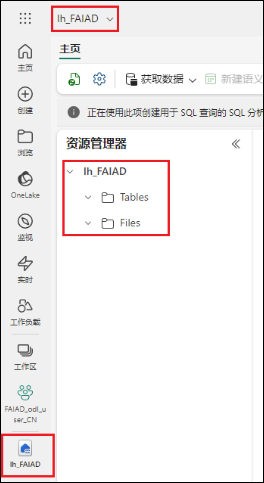 lh_FAIAD
主页
主页
获取数据
新建语义
创建
正在使用此项创建用于 SQL 查询的 SQL 分析
浏览
资源管理器
lh_FAIAD
OneLake
Tables
监视
Files
实时
工作负载
工作区
FAIAD_odl_u
ser_CN
lh_FAIAD